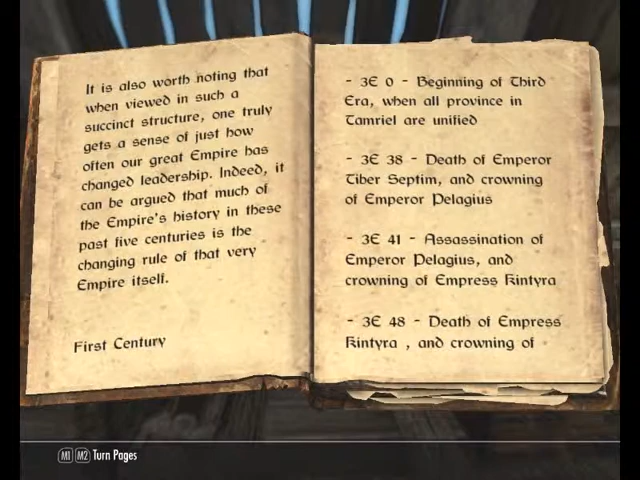 It is also worth noting that
when viewed in such a
succinct structure, one truly
gets a sense of just how
often our great Empire has
changed leadership. Indeed, it
can be argued that much of
the Empire's history in these
past five centuries is the
changing rule of that very
Empire itself.
First Century
- 3E 0 - Beginning of Third
Era, when all province in
Tamriel are unified
- 3E 38 - Death of Emperor
Tiber Septim, and crowning
of Emperor Pelagius
- 3E 41 - Assassination of
Emperor Pelagius, and
crowning of Empress Kintyra
- 3E 48 - Death of Empress
Kintyra , and crowning of
M1 M2 Turn Pages